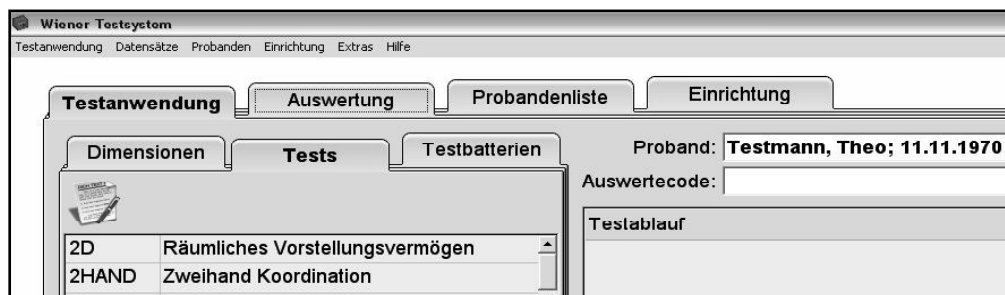 Wiener Testsystem
Testanwendung Datensätze Probanden Einrichtung Extras Hilfe
Testanwendung Auswertung Probandenliste Einrichtung
Dimensionen Tests Testbatterien
Proband: Testmann, Theo; 11.11.1970
Auswertecode:
Testablauf
2D Räumliches Vorstellungsvermögen
2HAND Zweihand Koordination